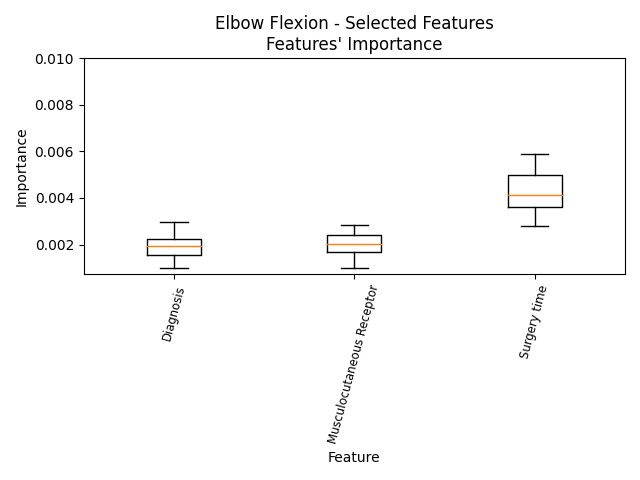 Elbow Flexion - Selected Features
Features' Importance
0.010
0.008
0.006
0.004
0.002
Importance
Diagnosis
Musculocutaneous Receptor
Surgery time
Feature